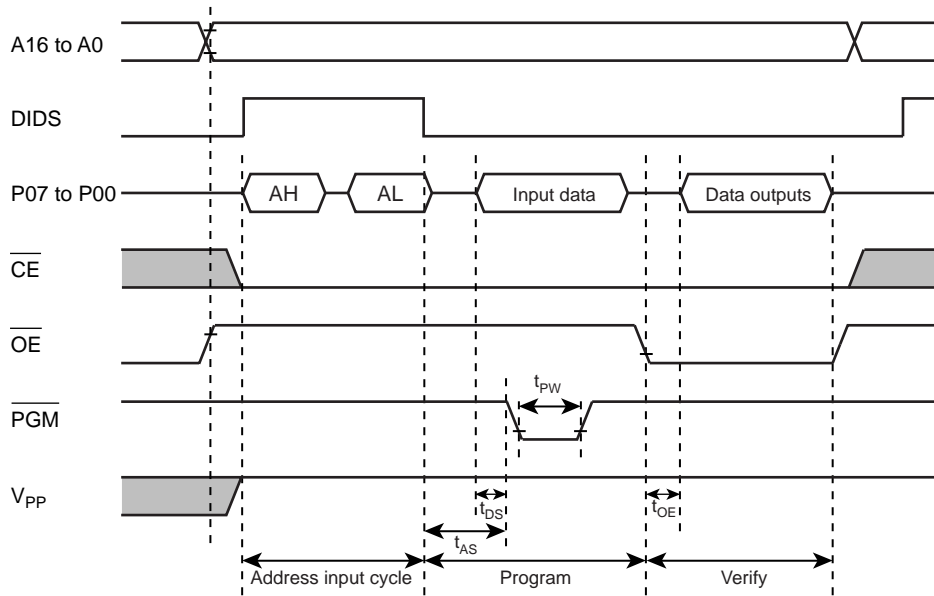 A16 to A0
DIDS
P07 to P00
AH
AL
Input data
Data outputs
CE
OE
PGM
tPW
VPP
tDS
tOE
tAS
Address input cycle
Program
Verify